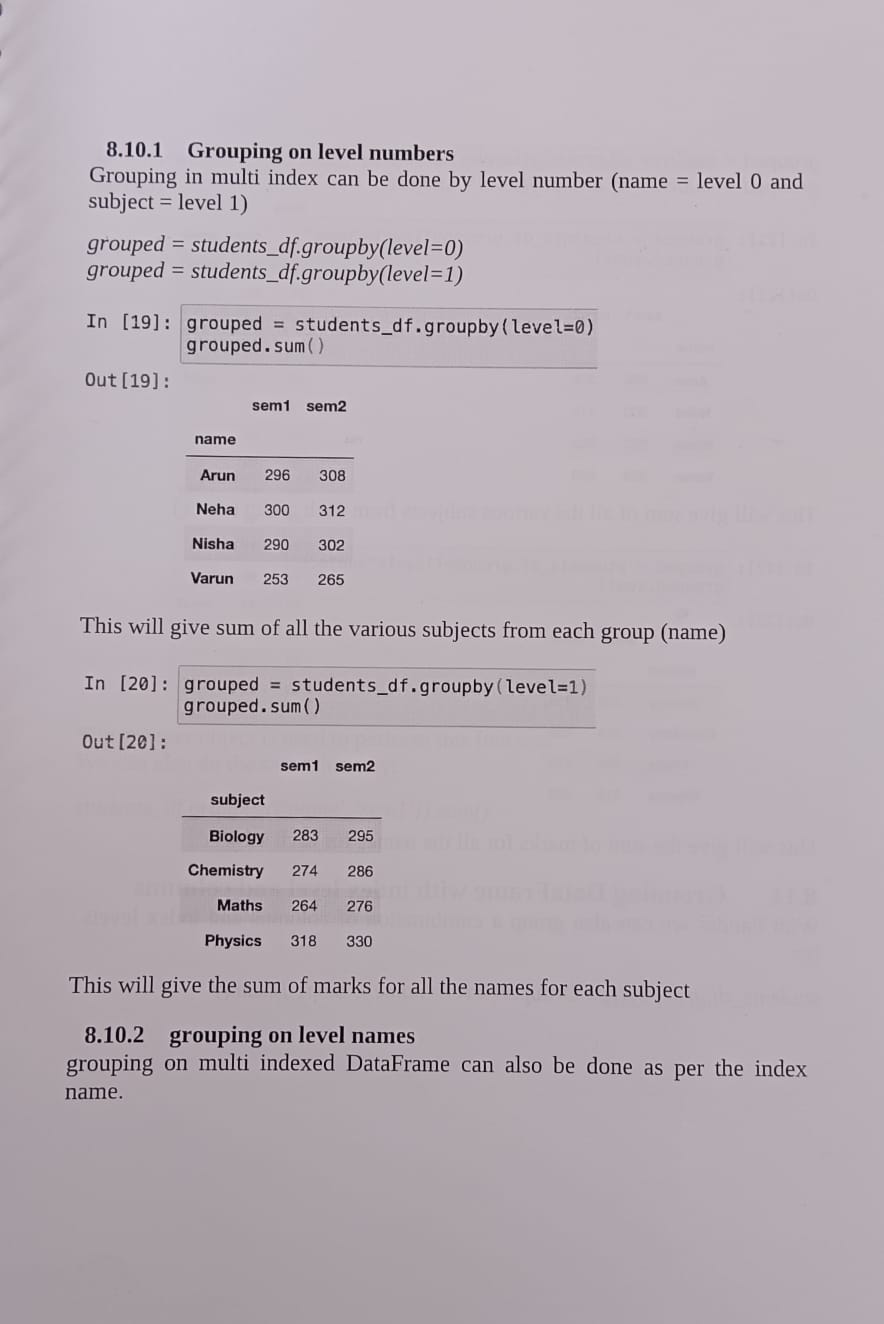 8.10.1 Grouping on level numbers
Grouping in multi index can be done by level number (name = level 0 and
subject = level 1)
grouped = students_df.groupby(level=0)
grouped = students_df.groupby(level=1)
In [19]: grouped = students_df.groupby(level=0)
grouped.sum()
Out[19]:
sem1 sem2
name
Arun 296 308
Neha 300 312
Nisha 290 302
Varun 253 265
This will give sum of all the various subjects from each group (name)
In [20]: grouped = students_df.groupby(level=1)
grouped.sum()
Out[20]:
sem1 sem2
subject
Biology 283 295
Chemistry 274 286
Maths 264 276
Physics 318 330
This will give the sum of marks for all the names for each subject
8.10.2 grouping on level names
grouping on multi indexed DataFrame can also be done as per the index
name.